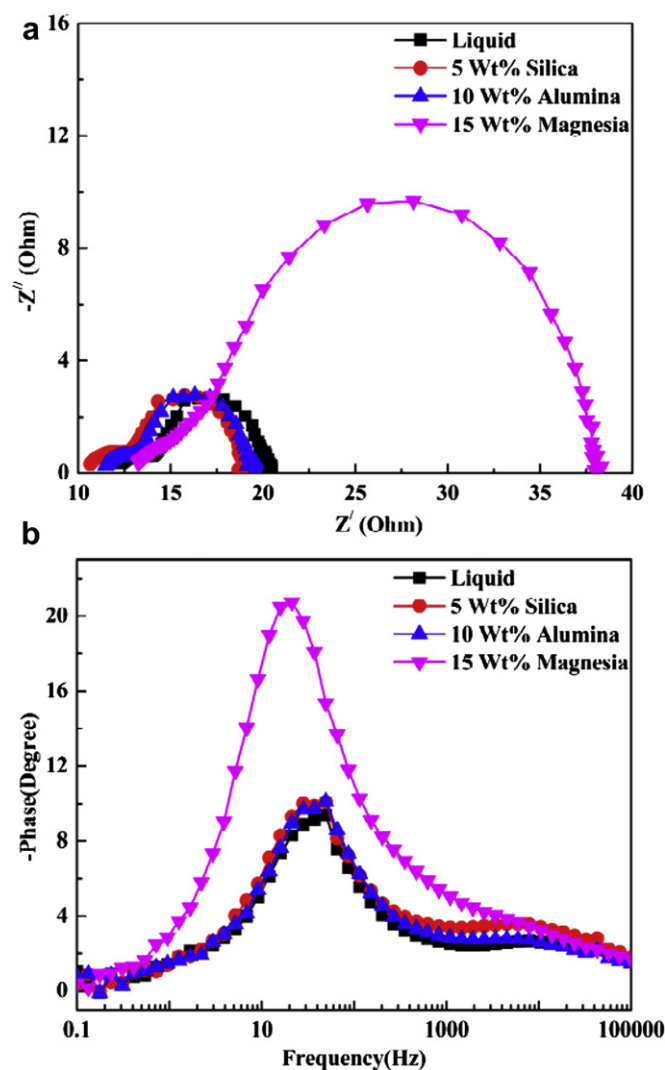 a
16
12
8
4
0
-Z// (Ohm)
Liquid
5 Wt% Silica
10 Wt% Alumina
15 Wt% Magnesia
10 15 20 25 30 35 40
Z/ (Ohm)
b
20
16
12
8
4
0
-Phase(Degree)
Liquid
5 Wt% Silica
10 Wt% Alumina
15 Wt% Magnesia
0.1 10 1000 100000
Frequency(Hz)